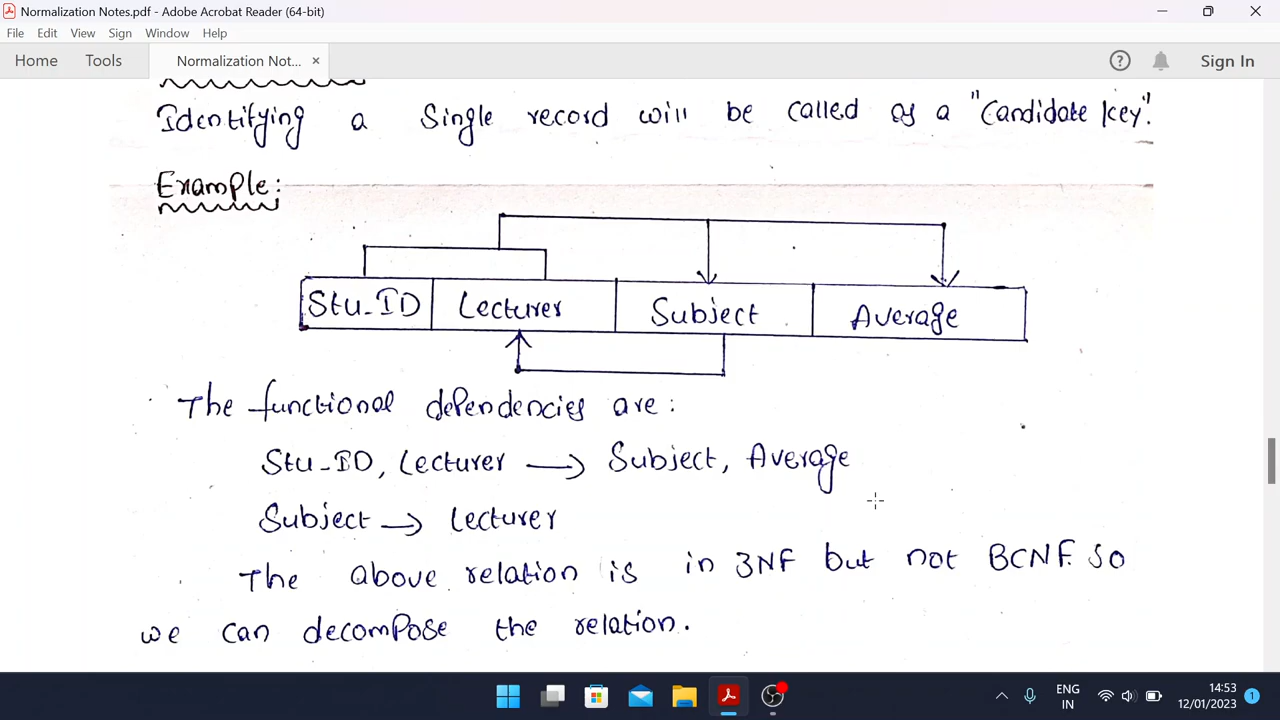 Normalization Notes.pdf - Adobe Acrobat Reader (64-bit)
File Edit View Sign Window Help
Home Tools Normalization Not... × Sign In
Identifying a Single record will be called as a "Candidate key".
Example:
Stu_ID Lecturer Subject Average
The functional dependencies are:
Stu_ID, Lecturer → Subject, Average
Subject → Lecturer
The above relation is in 3NF but not BCNF. So
we can decompose the relation.
ENG
IN
14:53
12/01/2023
1